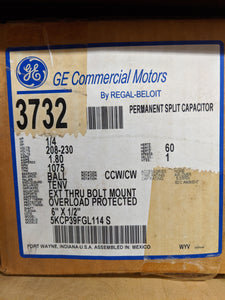 GE Commercial Motors
By REGAL-BELOIT
3732
PERMANENT SPLIT CAPACITOR
1/4
208-230 60
1.80 1
1075
BALL CCW/CW
TENV
EXT THRU BOLT MOUNT
OVERLOAD PROTECTED
6" X 1/2"
5KCP39FGL114 S
FORT WAYNE, INDIANA U.S.A. ASSEMBLED IN MEXICO WYV